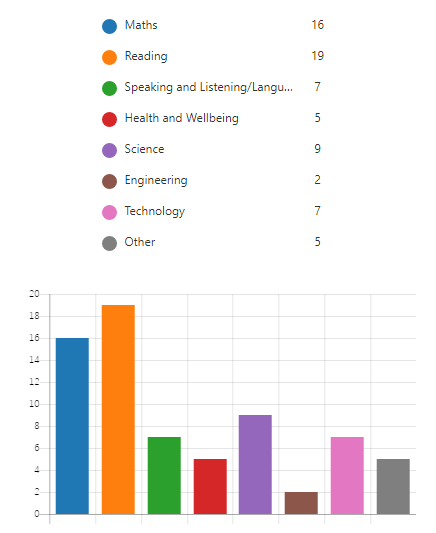 Maths 16
Reading 19
Speaking and Listening/Langu... 7
Health and Wellbeing 5
Science 9
Engineering 2
Technology 7
Other 5
20
18
16
14
12
10
8
6
4
2
0